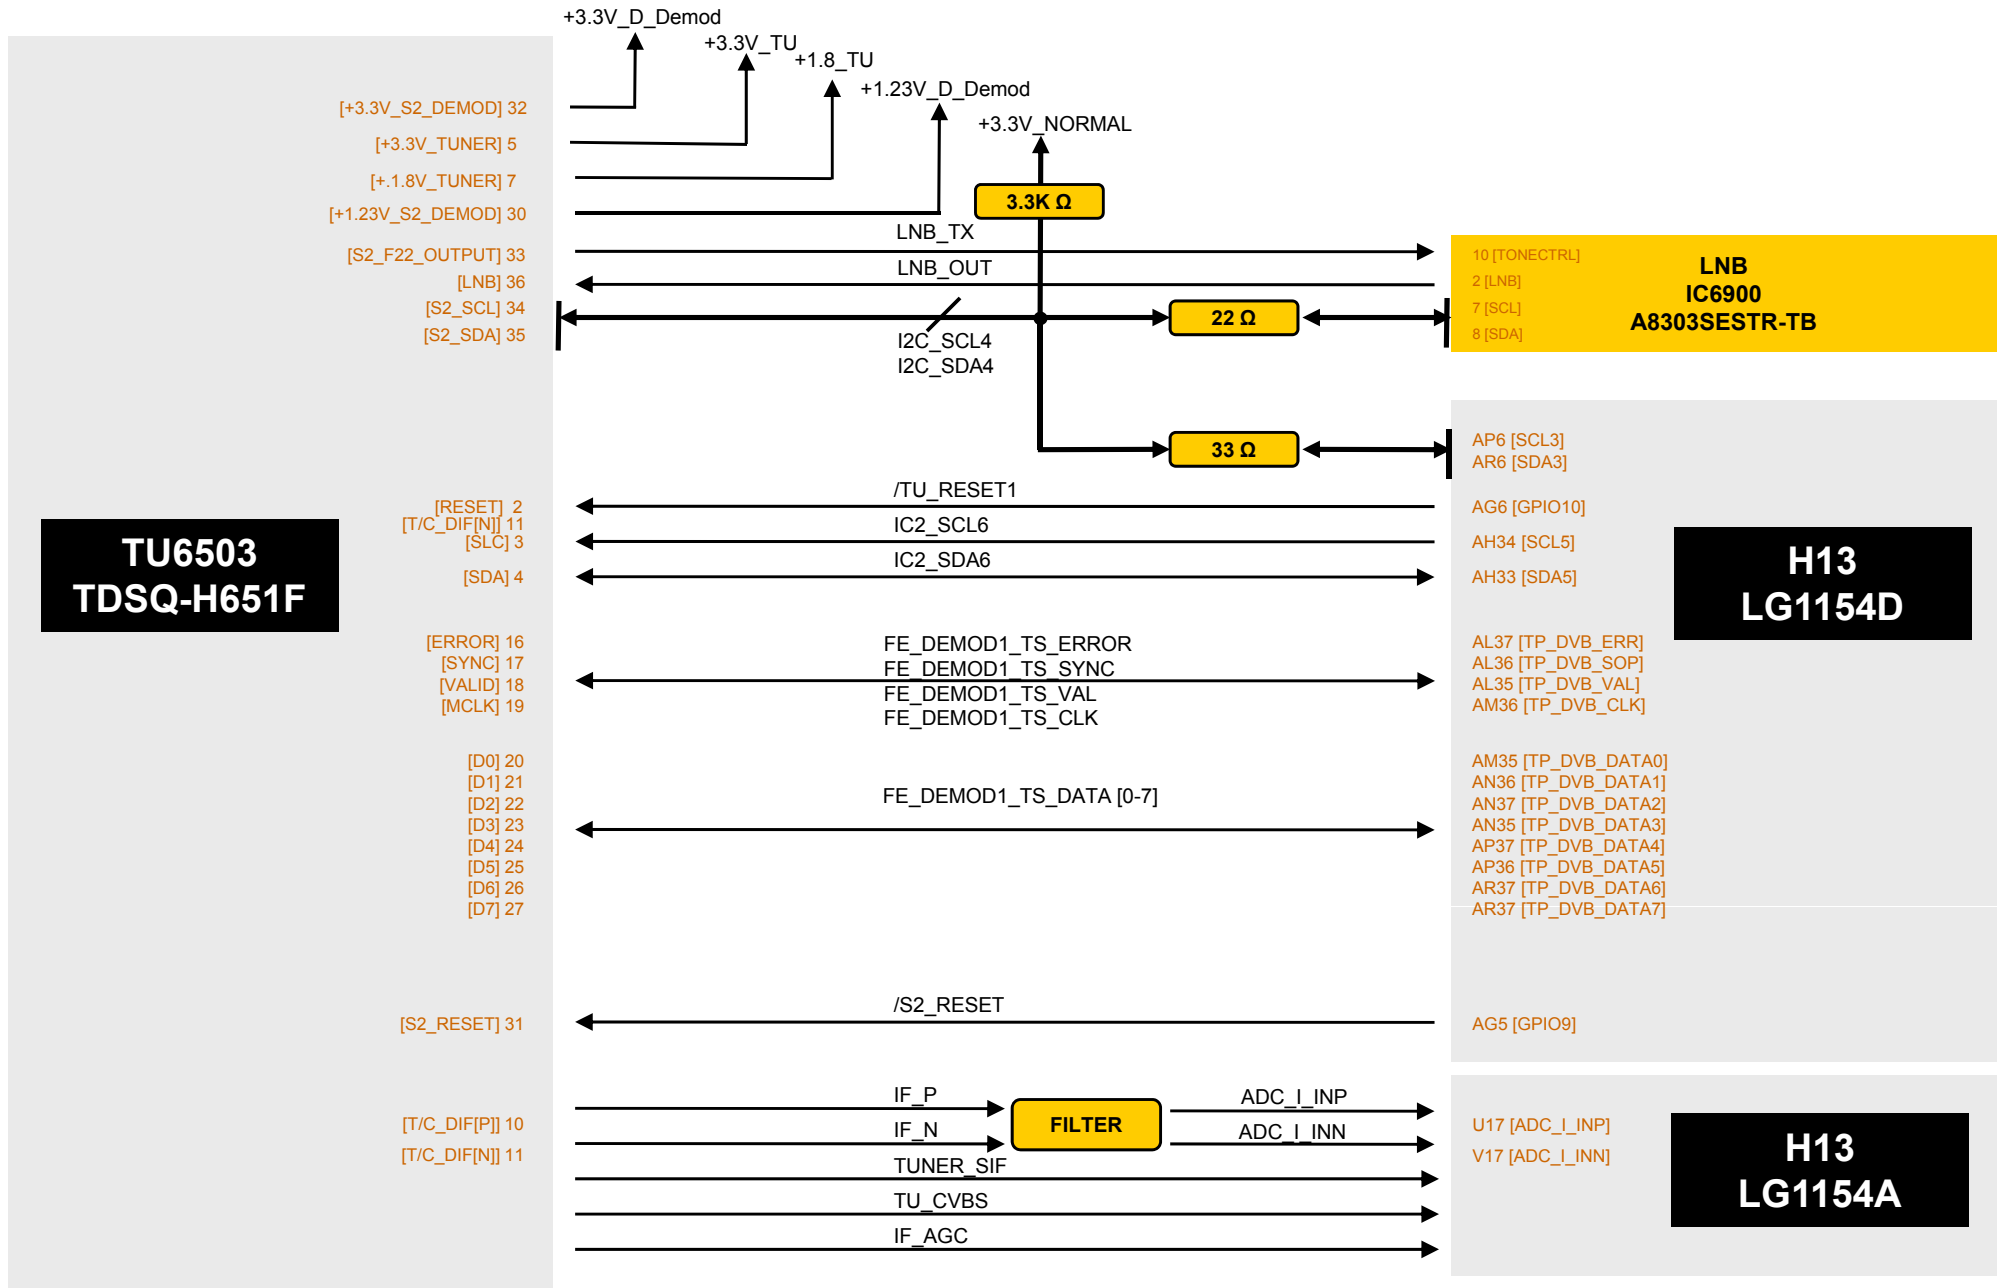 +3.3V_D_Demod
+3.3V_TU
+1.8_TU
+1.23V_D_Demod
+3.3V_NORMAL
[+3.3V_S2_DEMOD] 32
[+3.3V_TUNER] 5
[+.1.8V_TUNER] 7
[+1.23V_S2_DEMOD] 30
[S2_F22_OUTPUT] 33
[LNB] 36
[S2_SCL] 34
[S2_SDA] 35
3.3K Ω
LNB_TX
LNB_OUT
22 Ω
I2C_SCL4
I2C_SDA4
10 [TONECTRL]
2 [LNB]
7 [SCL]
8 [SDA]
LNB
IC6900
A8303SESTR-TB
33 Ω
AP6 [SCL3]
AR6 [SDA3]
[RESET] 2
[T/C_DIF[N]] 11
[SLC] 3
[SDA] 4
/TU_RESET1
IC2_SCL6
IC2_SDA6
AG6 [GPIO10]
AH34 [SCL5]
AH33 [SDA5]
TU6503
TDSQ-H651F
H13
LG1154D
[ERROR] 16
[SYNC] 17
[VALID] 18
[MCLK] 19
FE_DEMOD1_TS_ERROR
FE_DEMOD1_TS_SYNC
FE_DEMOD1_TS_VAL
FE_DEMOD1_TS_CLK
AL37 [TP_DVB_ERR]
AL36 [TP_DVB_SOP]
AL35 [TP_DVB_VAL]
AM36 [TP_DVB_CLK]
[D0] 20
[D1] 21
[D2] 22
[D3] 23
[D4] 24
[D5] 25
[D6] 26
[D7] 27
FE_DEMOD1_TS_DATA [0-7]
AM35 [TP_DVB_DATA0]
AN36 [TP_DVB_DATA1]
AN37 [TP_DVB_DATA2]
AN35 [TP_DVB_DATA3]
AP37 [TP_DVB_DATA4]
AP36 [TP_DVB_DATA5]
AR37 [TP_DVB_DATA6]
AR37 [TP_DVB_DATA7]
[S2_RESET] 31
/S2_RESET
AG5 [GPIO9]
[T/C_DIF[P]] 10
[T/C_DIF[N]] 11
IF_P
IF_N
FILTER
ADC_I_INP
ADC_I_INN
TUNER_SIF
TU_CVBS
IF_AGC
U17 [ADC_I_INP]
V17 [ADC_I_INN]
H13
LG1154A